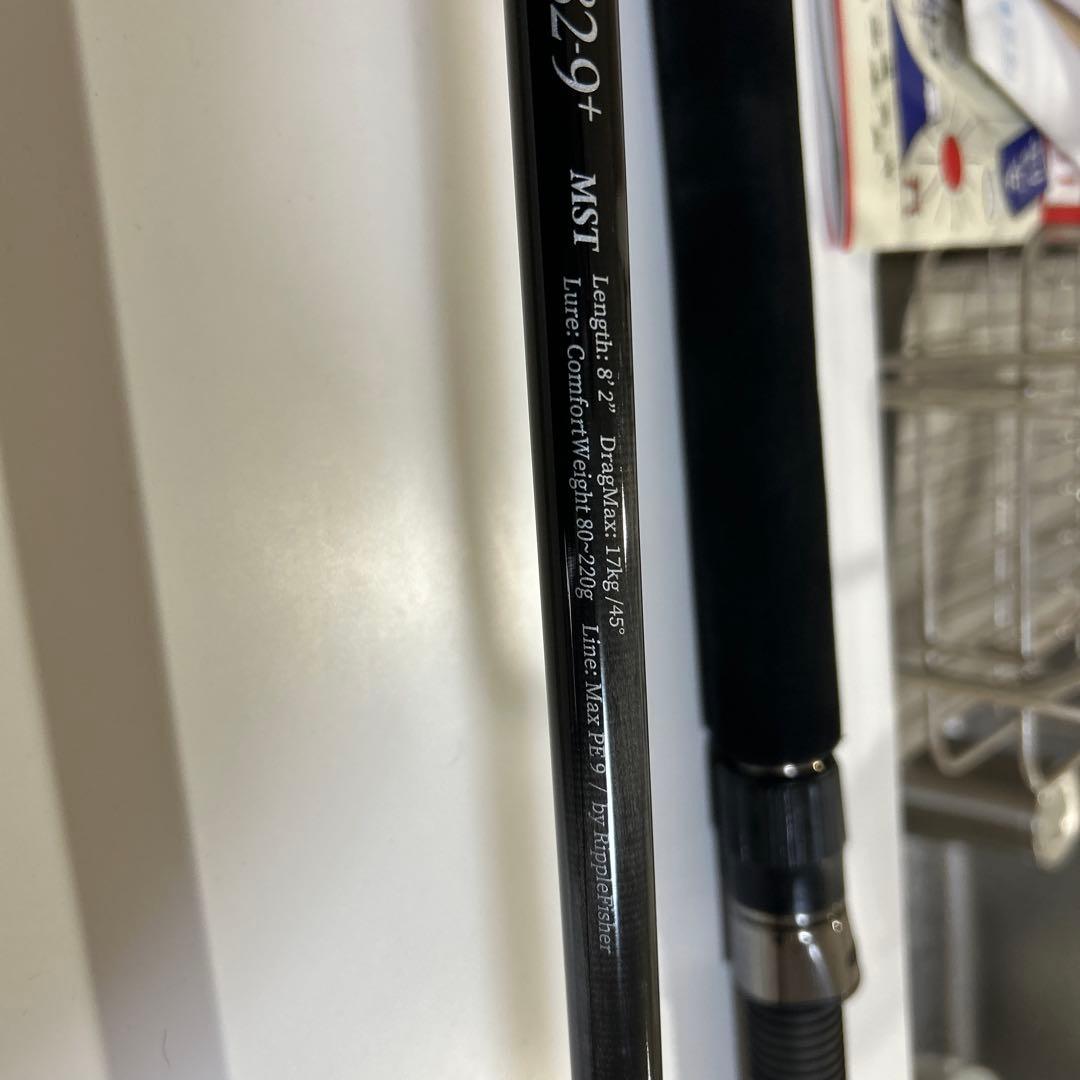 82-9+ MST
Length: 8’2” DragMax: 17kg /45°
Lure: ComfortWeight 80~220g Line: Max PE 9 / by RippleFisher